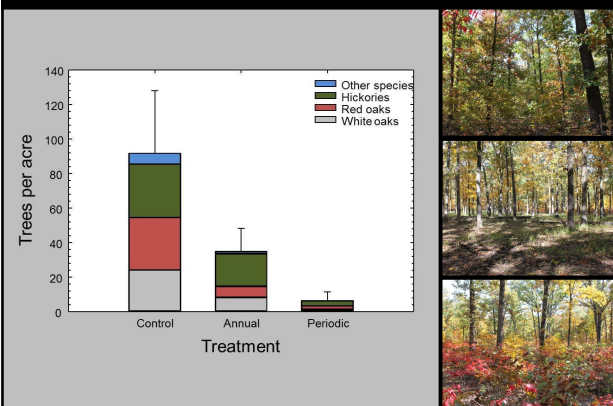 140
120
100
80
60
40
20
0
Trees per acre
Other species
Hickories
Red oaks
White oaks
Control
Annual
Periodic
Treatment